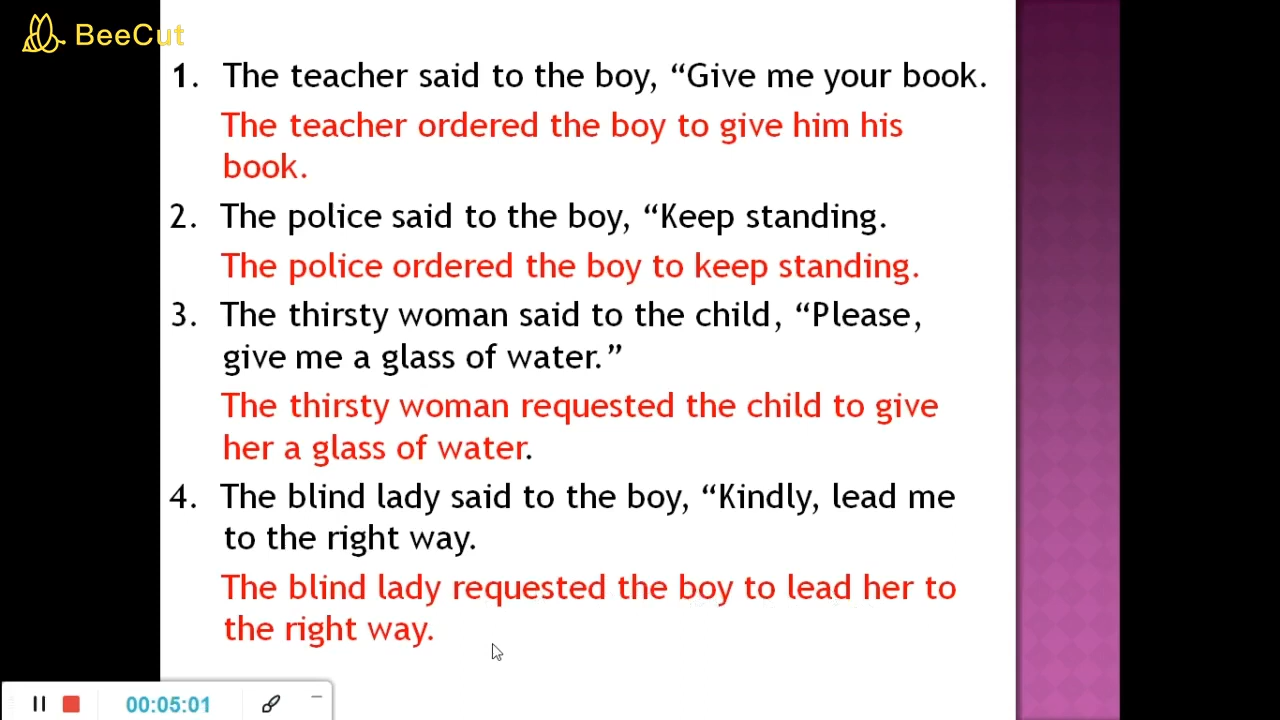 BeeCut
1. The teacher said to the boy, “Give me your book.
The teacher ordered the boy to give him his
book.
2. The police said to the boy, “Keep standing.
The police ordered the boy to keep standing.
3. The thirsty woman said to the child, “Please,
give me a glass of water.”
The thirsty woman requested the child to give
her a glass of water.
4. The blind lady said to the boy, “Kindly, lead me
to the right way.
The blind lady requested the boy to lead her to
the right way.
00:05:01